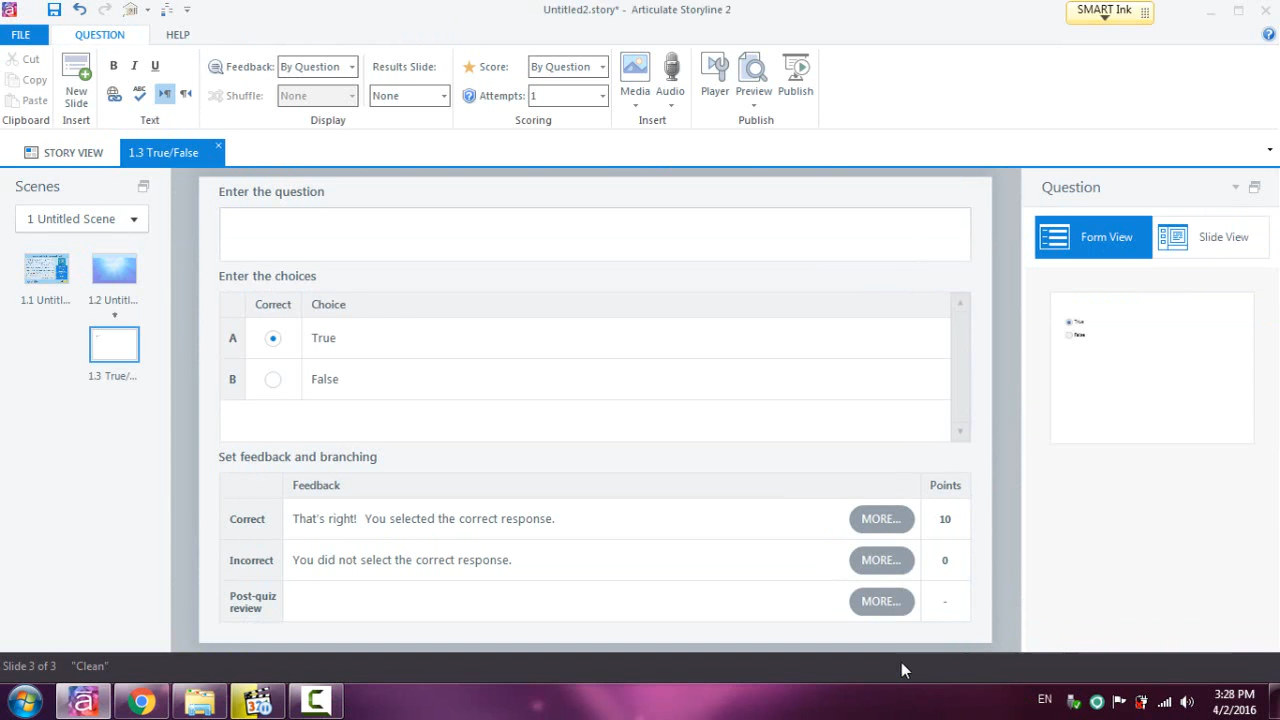 Untitled2.story* - Articulate Storyline 2
SMART Ink
FILE
QUESTION
HELP
Cut
Copy
Paste
Clipboard
New
Slide
Insert
B I U
ABC
Text
Feedback: By Question
Shuffle: None
Results Slide:
None
Display
Score: By Question
Attempts: 1
Scoring
Media
Audio
Insert
Player
Preview
Publish
Publish
STORY VIEW
1.3 True/False
Scenes
1 Untitled Scene
1.1 Untitl...
1.2 Untitl...
1.3 True/...
Enter the question
Enter the choices
Correct Choice
A True
B False
Set feedback and branching
Feedback Points
Correct That's right! You selected the correct response. MORE... 10
Incorrect You did not select the correct response. MORE... 0
Post-quiz
review MORE... -
Question
Form View
Slide View
True
False
Slide 3 of 3 "Clean"
EN
3:28 PM
4/2/2016